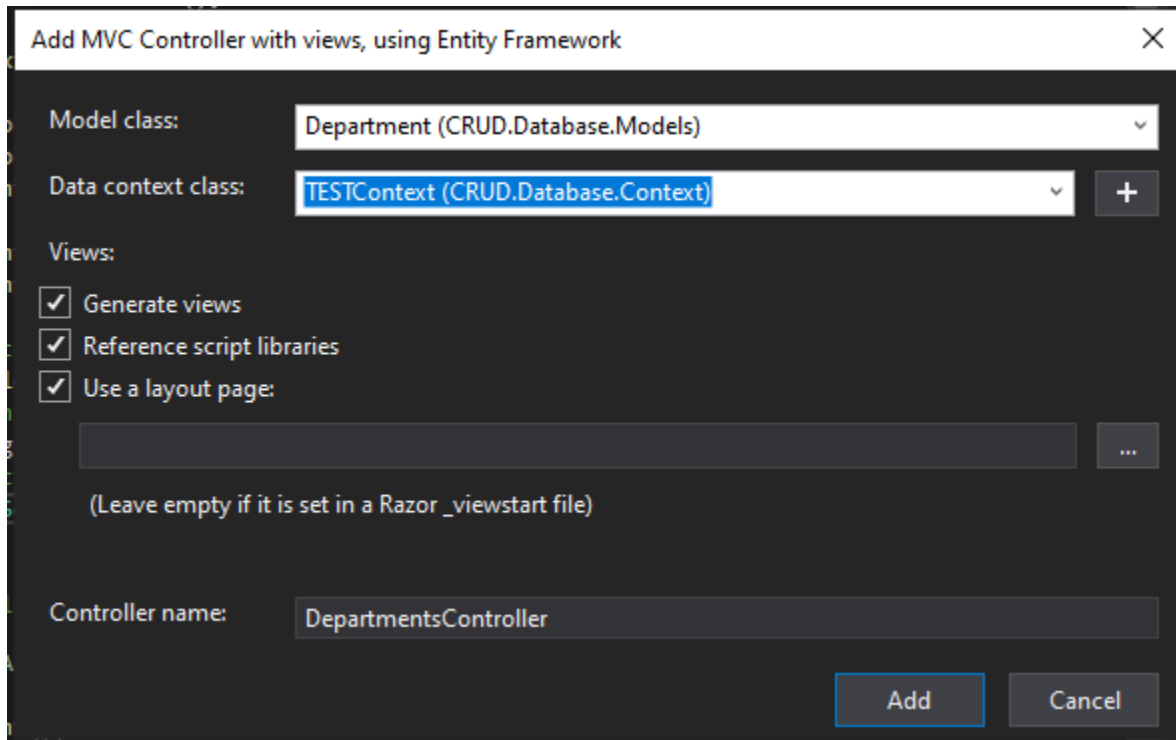 Add MVC Controller with views, using Entity Framework
Model class:
Department (CRUD.Database.Models)
Data context class:
TESTContext (CRUD.Database.Context)
+
Views:
Generate views
Reference script libraries
Use a layout page:
...
(Leave empty if it is set in a Razor _viewstart file)
Controller name:
DepartmentsController
Add
Cancel